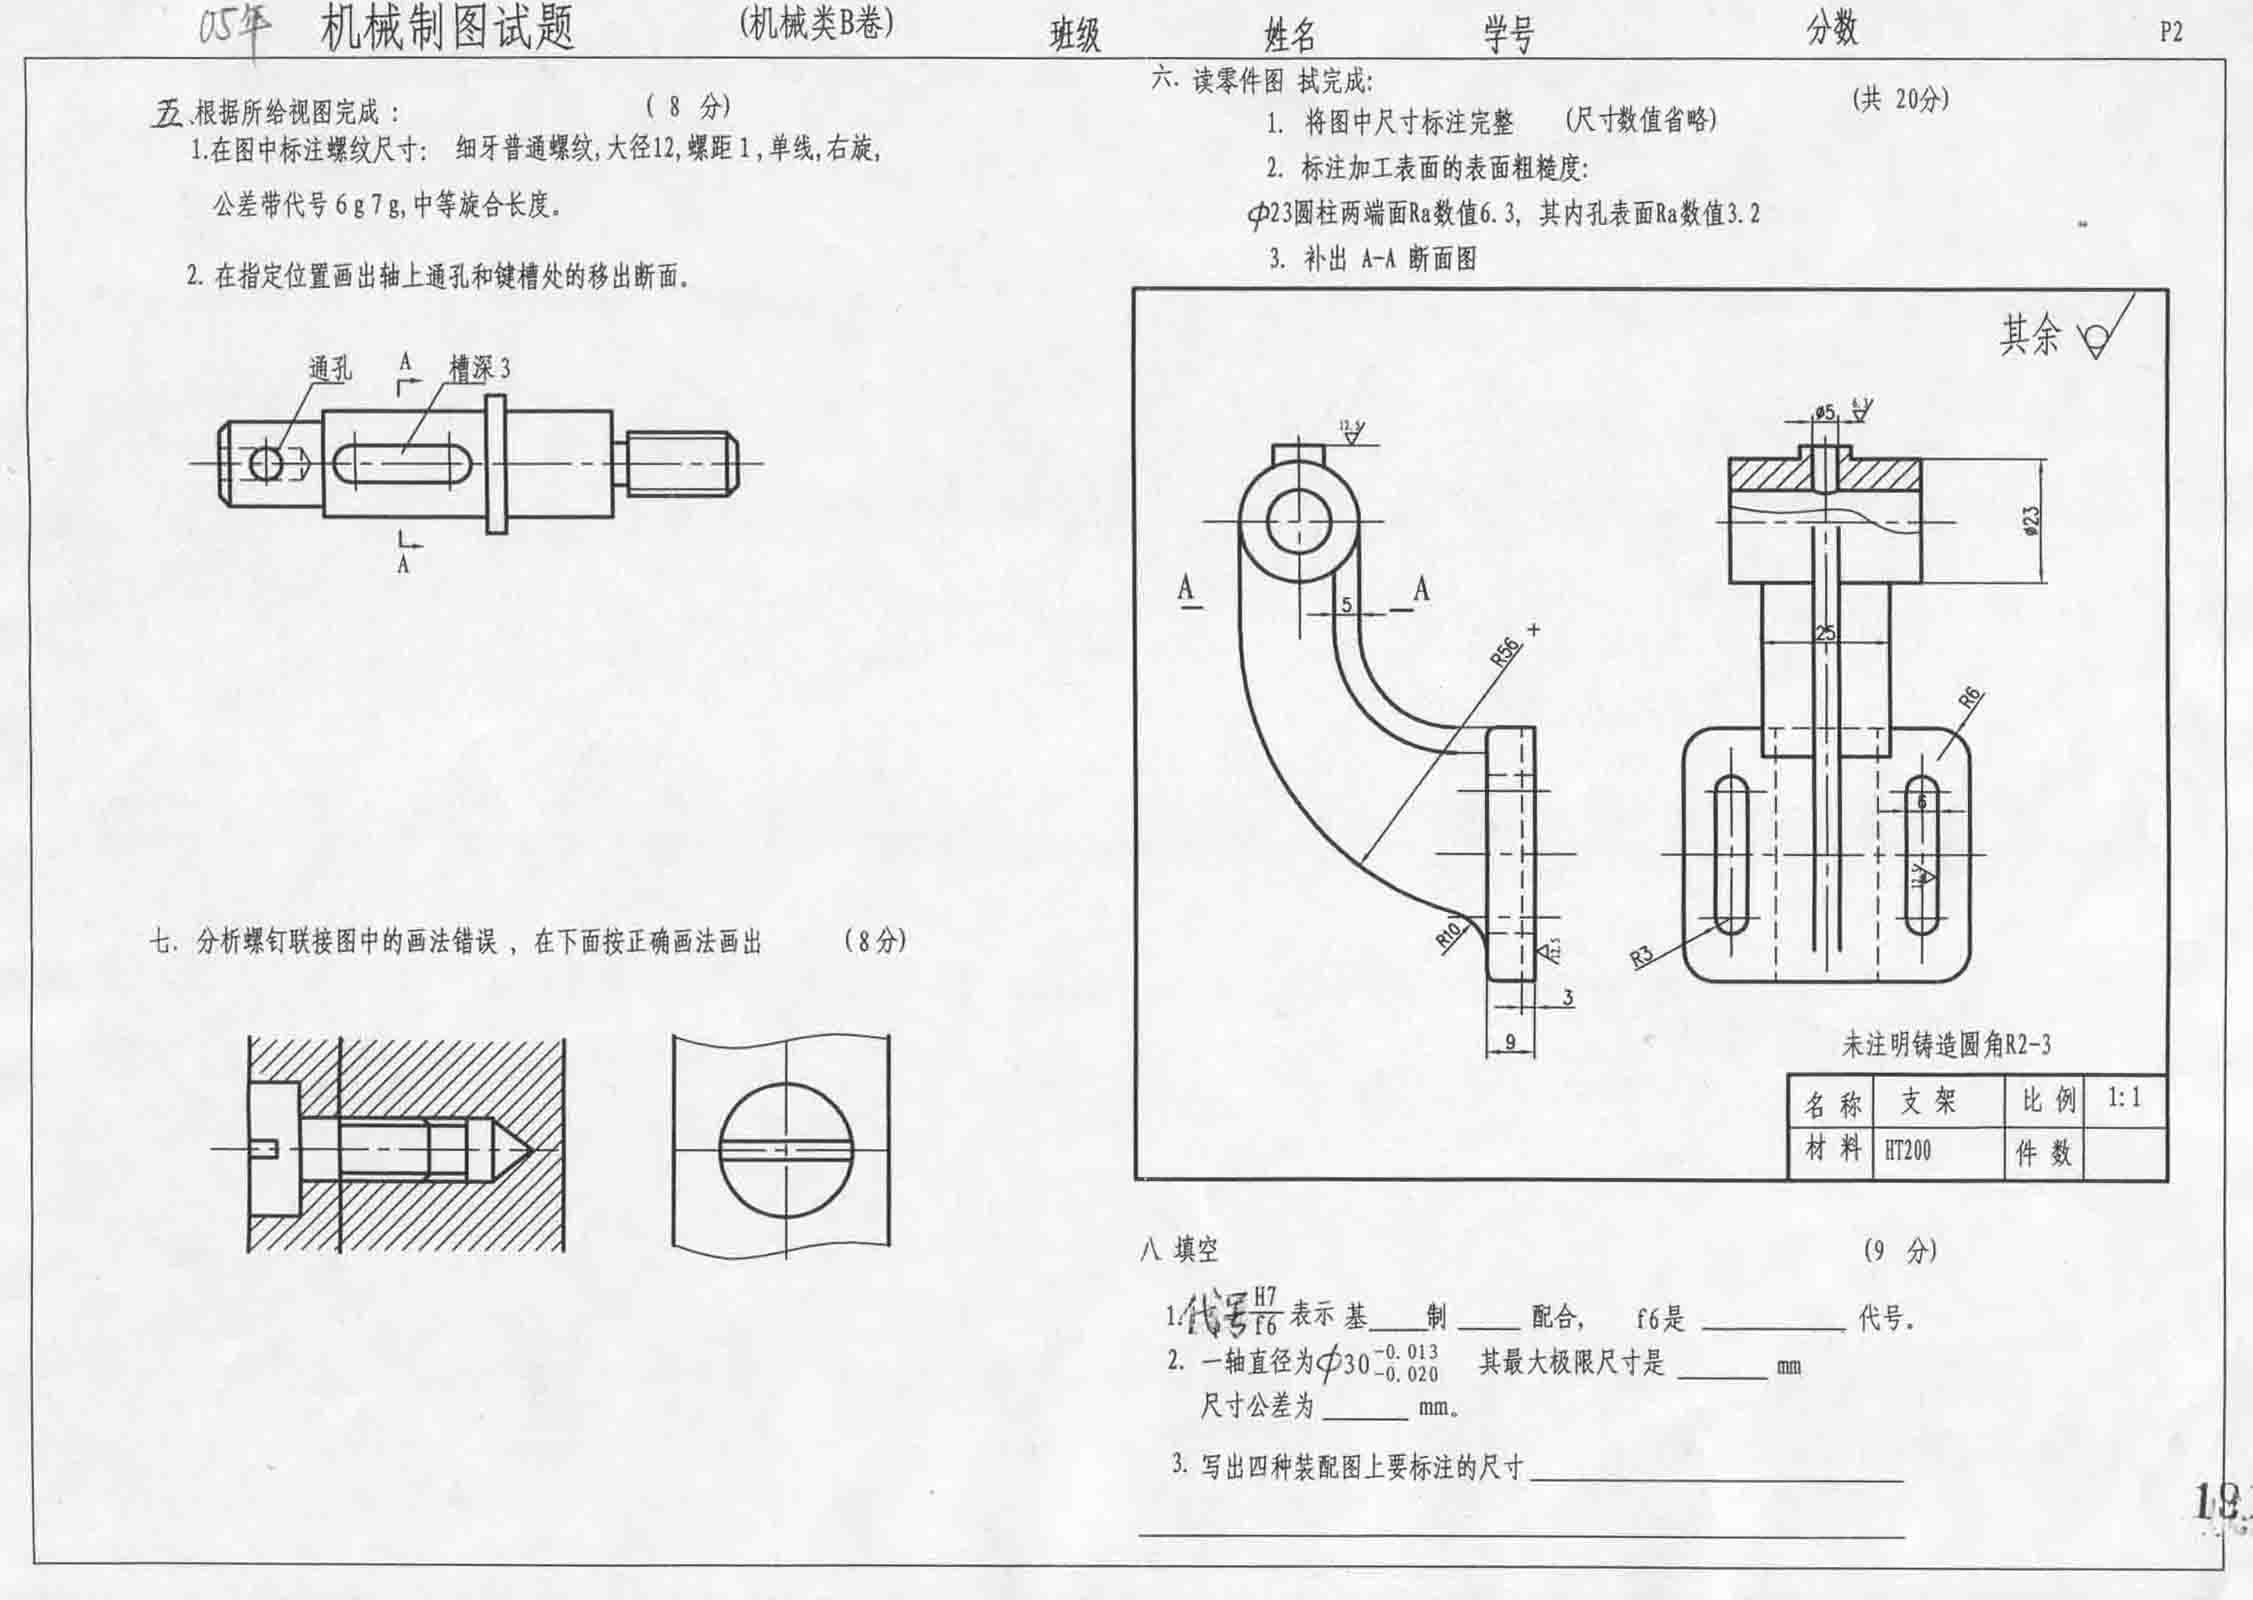 05年 机械制图试题 (机械类B卷) 班级 姓名 学号 分数 P2
五、根据所给视图完成： ( 8 分)
1.在图中标注螺纹尺寸： 细牙普通螺纹,大径12,螺距1,单线,右旋,
公差带代号6g7g,中等旋合长度。
2. 在指定位置画出轴上通孔和键槽处的移出断面。
通孔
A
槽深3
A
七. 分析螺钉联接图中的画法错误 , 在下面按正确画法画出 (8分)
六. 读零件图 拭完成:
(共 20分)
1. 将图中尺寸标注完整 (尺寸数值省略)
2. 标注加工表面的表面粗糙度:
φ23圆柱两端面Ra数值6.3, 其内孔表面Ra数值3.2
3. 补出 A-A 断面图
其余
12.5
ø5
6.3
ø23
A
A
5
25
R56
R6
6
12.5
R10
12.5
R3
3
9
未注明铸造圆角R2-3
名称 支架 比例 1:1
材料 HT200 件数
八 填空 (9 分)
1.代号H7/f6表示 基____制 ____ 配合, f6是 ________ 代号。
2. 一轴直径为φ30 -0.013 -0.020 其最大极限尺寸是 ______ mm
尺寸公差为 ______ mm。
3. 写出四种装配图上要标注的尺寸